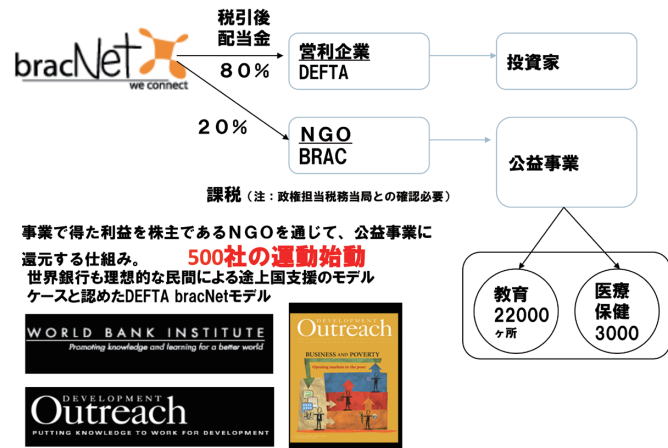 税引後
配当金
80%
bracNet
we connect
営利企業
DEFTA
投資家
20%
NGO
BRAC
公益事業
課税(注:政権担当税務当局との確認必要)
事業で得た利益を株主であるNGOを通じて、公益事業に
還元する仕組み。 500社の運動始動
世界銀行も理想的な民間による途上国支援のモデル
ケースと認めたDEFTA bracNetモデル
教育
22000
ヶ所
医療
保健
3000
WORLD BANK INSTITUTE
Promoting knowledge and learning for a better world
DEVELOPMENT
Outreach
PUTTING KNOWLEDGE TO WORK FOR DEVELOPMENT
DEVELOPMENT
Outreach
BUSINESS AND POVERTY
Opening markets to the poor